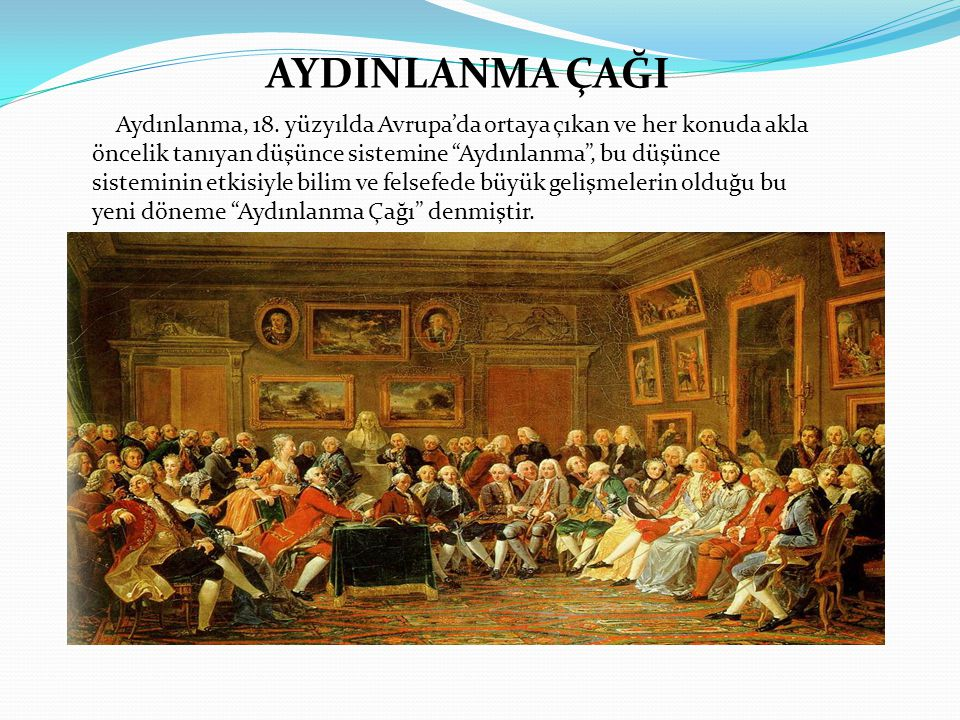 AYDINLANMA ÇAĞI
Aydınlanma, 18. yüzyılda Avrupa’da ortaya çıkan ve her konuda akla
öncelik tanıyan düşünce sistemine “Aydınlanma”, bu düşünce
sisteminin etkisiyle bilim ve felsefede büyük gelişmelerin olduğu bu
yeni döneme “Aydınlanma Çağı” denmiştir.